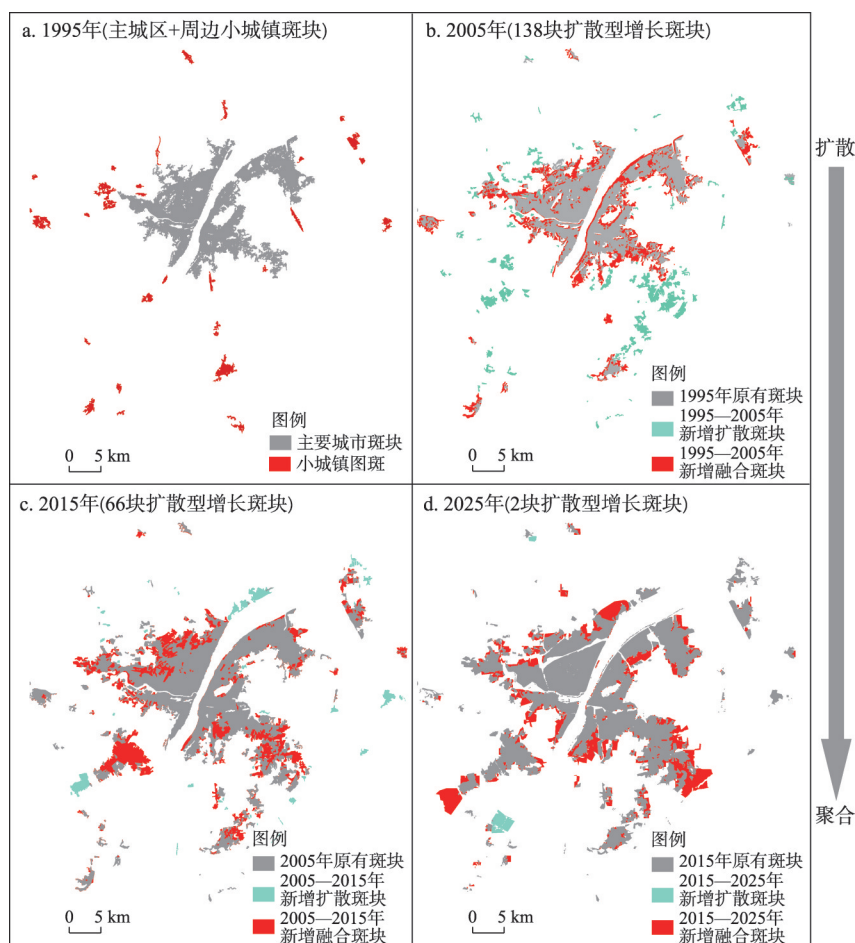 a. 1995年(主城区+周边小城镇斑块)
图例
主要城市斑块
小城镇图斑
0 5 km
b. 2005年(138块扩散型增长斑块)
图例
1995年原有斑块
1995—2005年
新增扩散斑块
1995—2005年
新增融合斑块
0 5 km
c. 2015年(66块扩散型增长斑块)
图例
2005年原有斑块
2005—2015年
新增扩散斑块
2005—2015年
新增融合斑块
0 5 km
d. 2025年(2块扩散型增长斑块)
图例
2015年原有斑块
2015—2025年
新增扩散斑块
2015—2025年
新增融合斑块
0 5 km
扩散
聚合